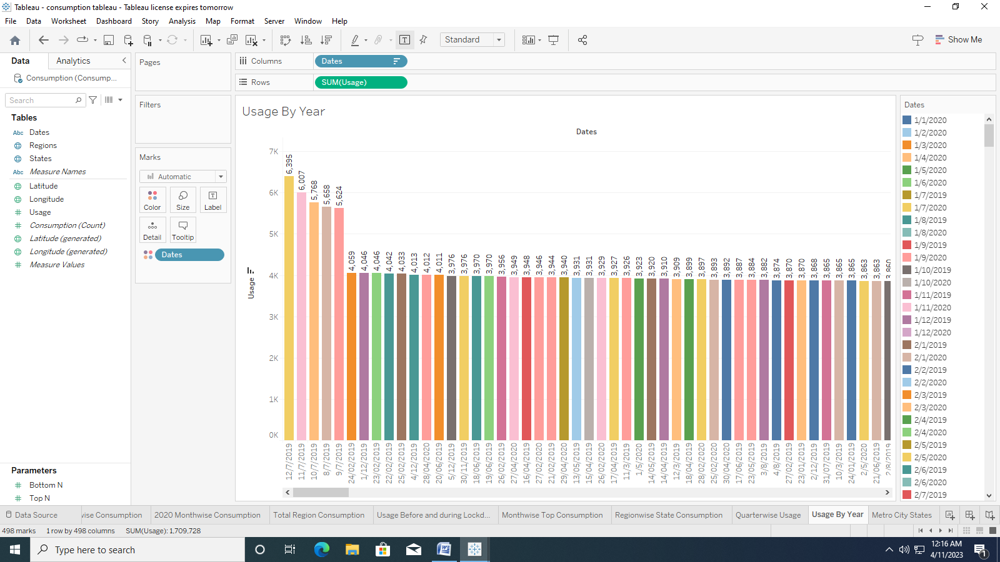 Tableau - consumption tableau - Tableau license expires tomorrow
File Data Worksheet Dashboard Story Analysis Map Format Server Window Help
Standard
Show Me
Data Analytics
Consumption (Consump...
Search
Tables
Abc Dates
Regions
States
Abc Measure Names
Latitude
Longitude
Usage
Consumption (Count)
Latitude (generated)
Longitude (generated)
Measure Values
Parameters
Bottom N
Top N
Pages
Filters
Marks
Automatic
Color Size Label
Detail Tooltip
Dates
Columns Dates
Rows SUM(Usage)
Usage By Year
Dates
Usage
7K
6K
5K
4K
3K
2K
1K
0K
6,395 6,007 5,768 5,658 5,624 4,059 4,046 4,046 4,042 4,033 4,013 4,012 4,011 3,976 3,976 3,970 3,970 3,956 3,949 3,948 3,946 3,944 3,940 3,931 3,931 3,929 3,927 3,926 3,923 3,920 3,910 3,909 3,899 3,897 3,893 3,892 3,887 3,884 3,882 3,874 3,870 3,870 3,868 3,865 3,865 3,865 3,863 3,863 3,860
12/7/2019 11/7/2019 10/7/2019 8/7/2019 9/7/2019 24/02/2019 1/12/2019 23/02/2019 22/02/2019 25/02/2019 4/12/2019 28/04/2020 20/06/2019 5/12/2019 30/11/2019 18/06/2019 19/06/2019 26/02/2019 27/04/2020 16/04/2019 27/02/2019 21/02/2019 29/04/2020 13/05/2019 15/04/2019 26/02/2020 17/04/2019 11/3/2019 1/5/2020 14/05/2019 14/04/2019 12/3/2019 18/04/2019 28/02/2019 25/02/2020 30/04/2020 17/06/2019 23/05/2019 3/8/2019 4/8/2019 27/02/2019 23/01/2019 2/12/2019 31/07/2019 10/3/2019 24/01/2019 2/5/2020 21/06/2019 2/8/2019
Dates
1/1/2020
1/2/2020
1/3/2020
1/4/2020
1/5/2020
1/6/2020
1/7/2019
1/7/2020
1/8/2019
1/8/2020
1/9/2019
1/9/2020
1/10/2019
1/10/2020
1/11/2019
1/11/2020
1/12/2019
1/12/2020
2/1/2019
2/1/2020
2/2/2019
2/2/2020
2/3/2019
2/3/2020
2/4/2019
2/4/2020
2/5/2019
2/5/2020
2/6/2019
2/6/2020
2/7/2019
Data Source wise Consumption 2020 Monthwise Consumption Total Region Consumption Usage Before and during Lockd... Monthwise Top Consumption Regionwise State Consumption Quarterwise Usage Usage By Year Metro City States
498 marks 1 row by 498 columns SUM(Usage): 1,709,728
Type here to search
12:16 AM
4/11/2023
1